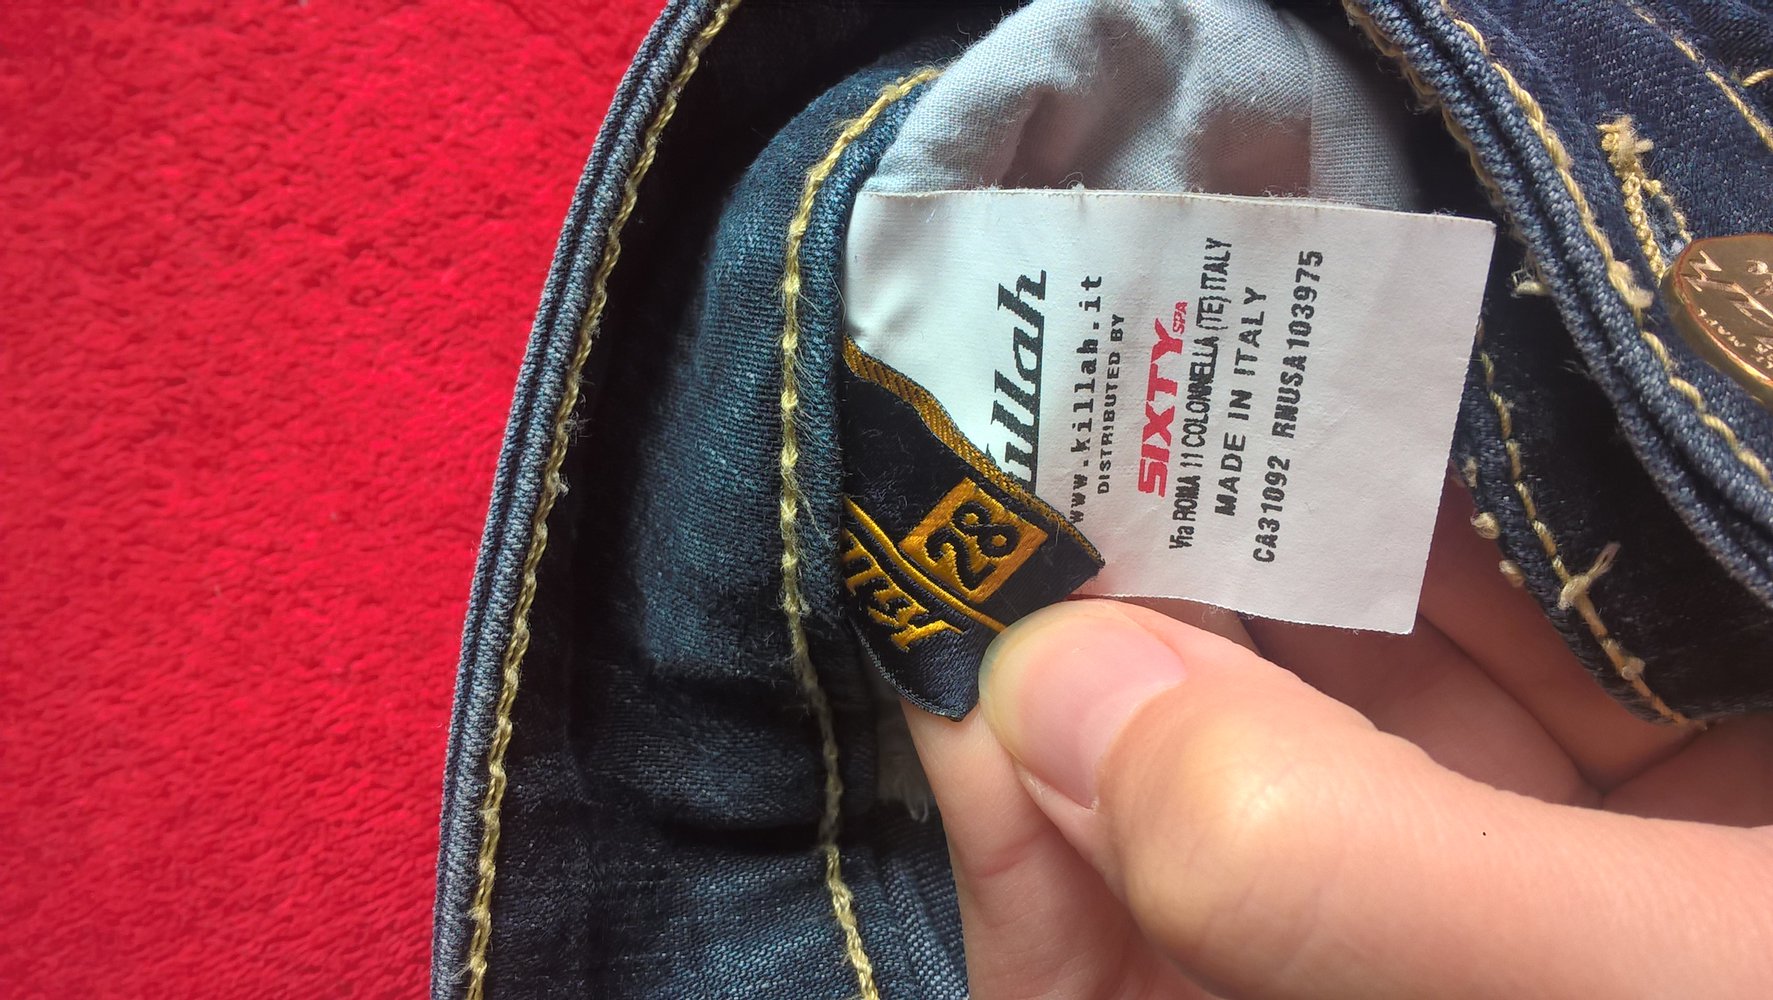 killah
www.killah.it
DISTRIBUTED BY
SIXTY SPA
Via ROMA 11 COLONNELLA (TE) ITALY
MADE IN ITALY
CA31092 RNUSA103975
28